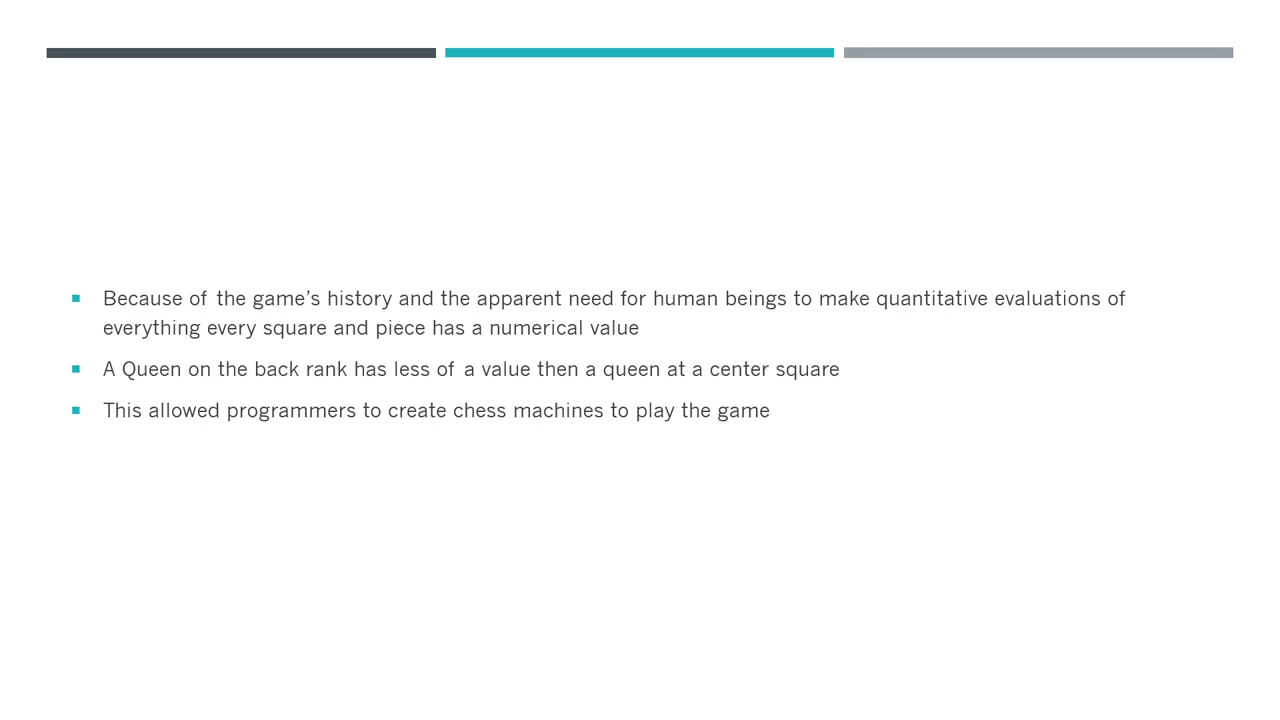 Because of the game’s history and the apparent need for human beings to make quantitative evaluations of
everything every square and piece has a numerical value
A Queen on the back rank has less of a value then a queen at a center square
This allowed programmers to create chess machines to play the game